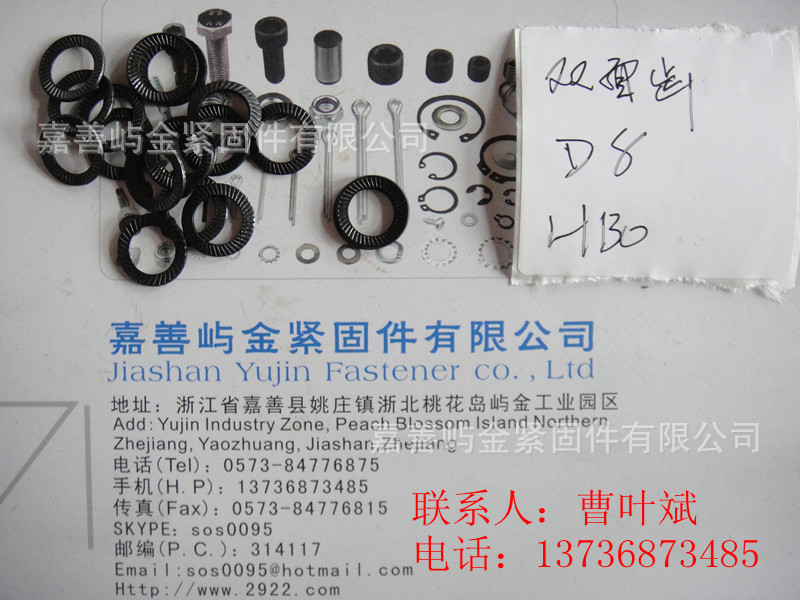 双面齿
D8
HBO
嘉善屿金紧固件有限公司
嘉善屿金紧固件有限公司
Jiashan Yujin Fastener co., Ltd
地址：浙江省嘉善县姚庄镇浙北桃花岛屿金工业园区
Add: Yujin Industry Zone, Peach Blossom Island Northern
Zhejiang, Yaozhuang, Jiashan Zhejiang
嘉善屿金紧固件有限公司
电话(Tel)：0573-84776875
手机(H.P)：13736873485
传真(Fax)：0573-84776815
SKYPE: sos0095
邮编(P.C.)：314117
Email:sos0095@hotmail.com
Http://www.2922.com
联系人：曹叶斌
电话：13736873485